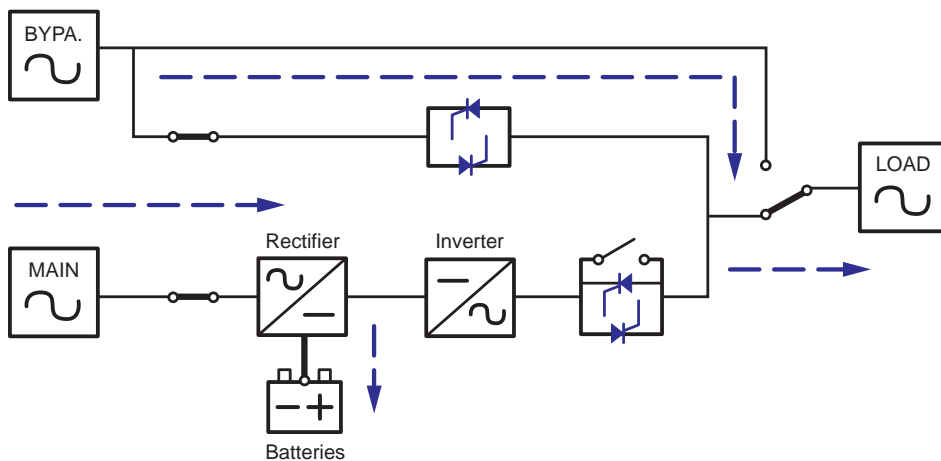 BYPA.
LOAD
Rectifier
Inverter
MAIN
Batteries